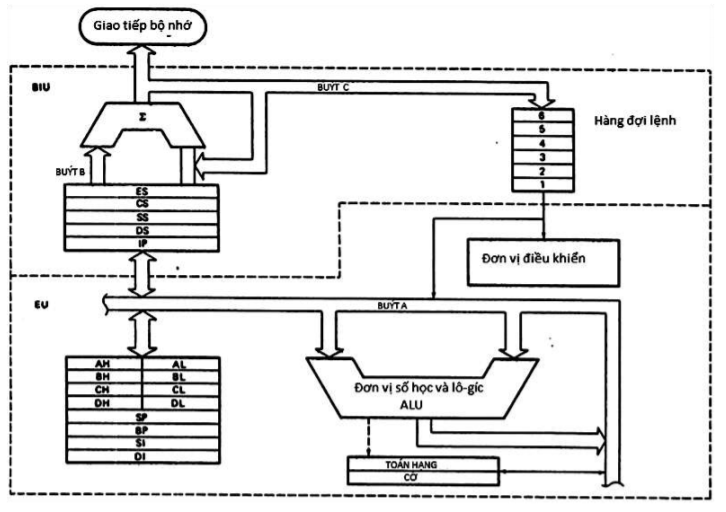 Giao tiếp bộ nhớ
BIU
BUÝT C
Σ
6
5
4
3
2
1
Hàng đợi lệnh
BUÝT B
ES
CS
SS
DS
IP
Đơn vị điều khiển
EU
BUÝT A
AH AL
BH BL
CH CL
DH DL
SP
BP
SI
DI
Đơn vị số học và lô-gíc
ALU
TOÁN HẠNG
CỜ